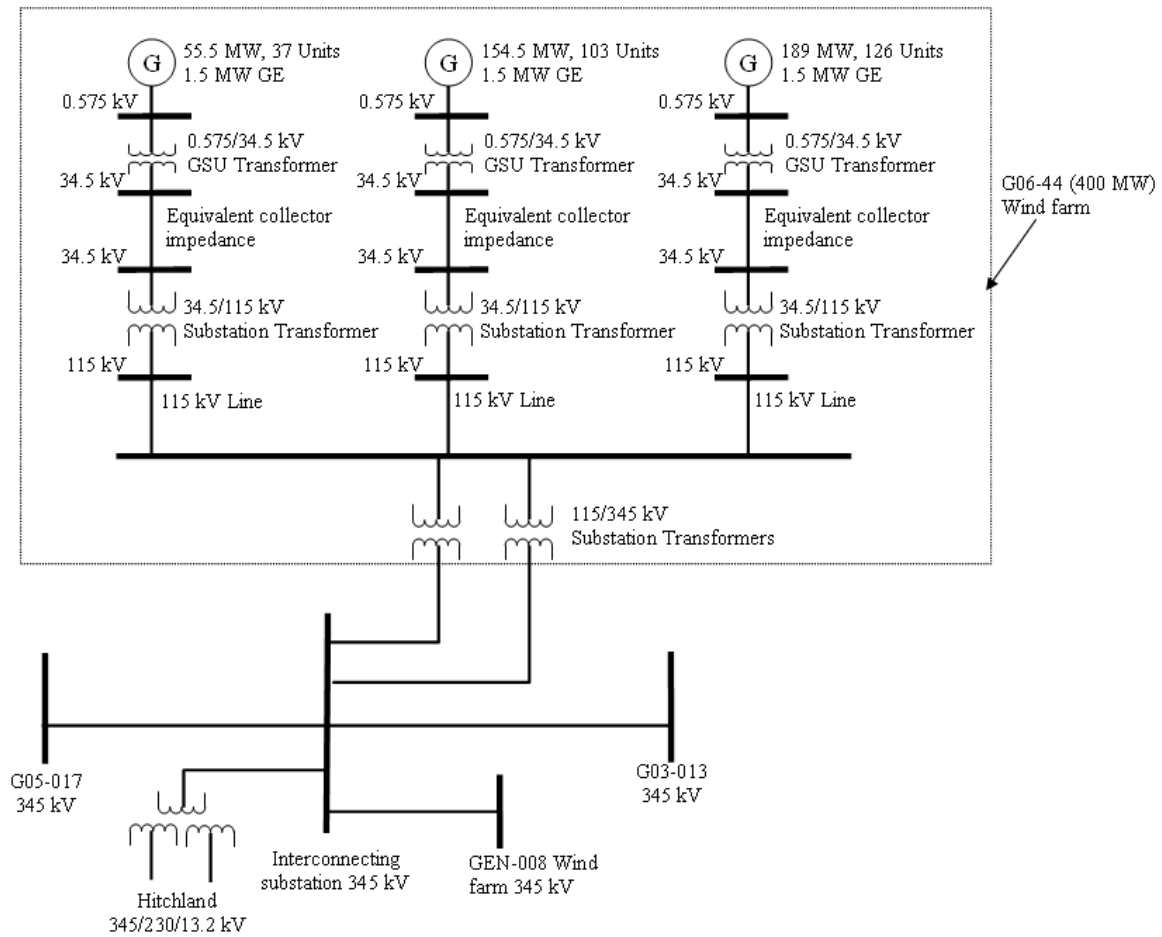 G
55.5 MW, 37 Units
1.5 MW GE
G
154.5 MW, 103 Units
1.5 MW GE
G
189 MW, 126 Units
1.5 MW GE
0.575 kV
0.575 kV
0.575 kV
0.575/34.5 kV
GSU Transformer
0.575/34.5 kV
GSU Transformer
0.575/34.5 kV
GSU Transformer
34.5 kV
34.5 kV
34.5 kV
G06-44 (400 MW)
Wind farm
Equivalent collector
impedance
Equivalent collector
impedance
Equivalent collector
impedance
34.5 kV
34.5 kV
34.5 kV
34.5/115 kV
Substation Transformer
34.5/115 kV
Substation Transformer
34.5/115 kV
Substation Transformer
115 kV
115 kV
115 kV
115 kV Line
115 kV Line
115 kV Line
115/345 kV
Substation Transformers
G05-017
345 kV
G03-013
345 kV
Interconnecting
substation 345 kV
GEN-008 Wind
farm 345 kV
Hitchland
345/230/13.2 kV